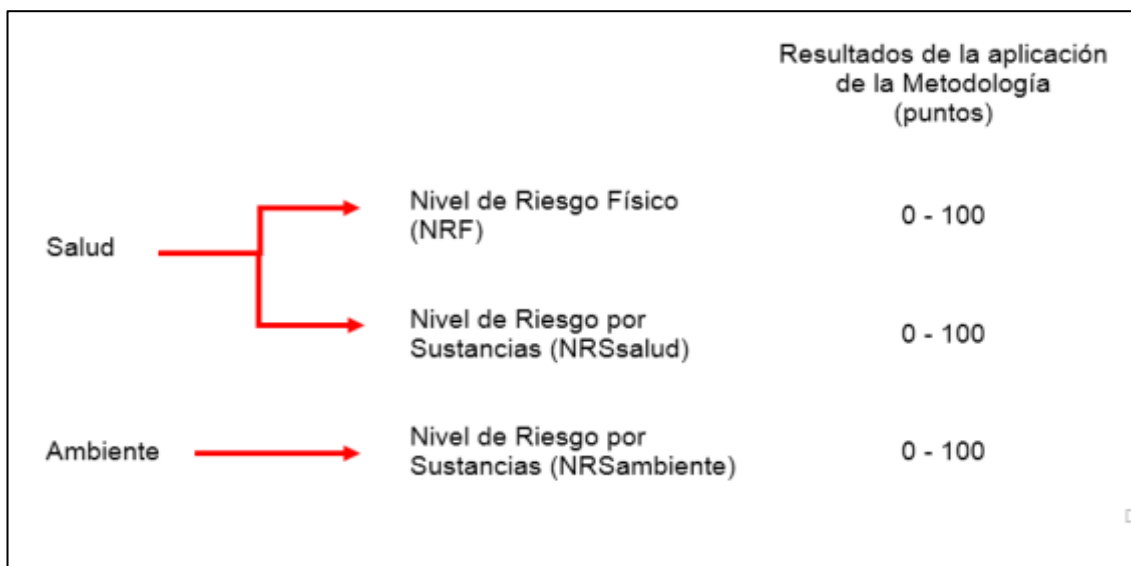 Resultados de la aplicación
de la Metodología
(puntos)
Salud
Nivel de Riesgo Físico
(NRF)
0 - 100
Nivel de Riesgo por
Sustancias (NRSsalud)
0 - 100
Ambiente
Nivel de Riesgo por
Sustancias (NRSambiente)
0 - 100